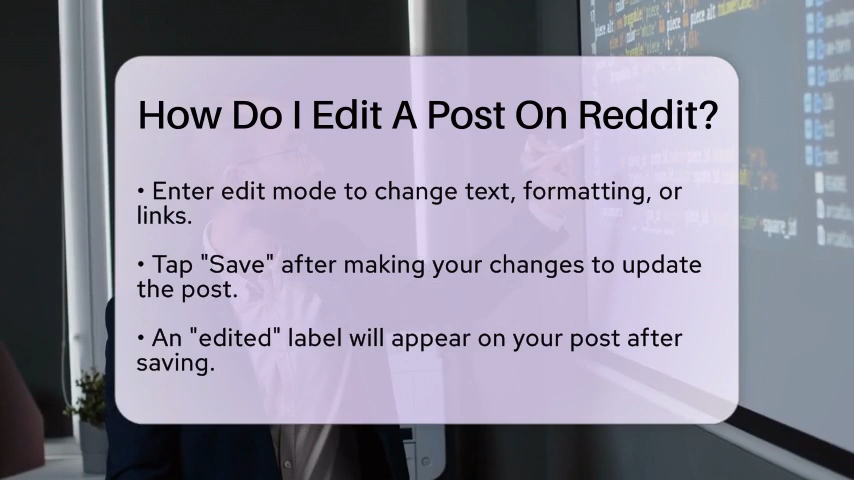 How Do I Edit A Post On Reddit?
• Enter edit mode to change text, formatting, or
links.
• Tap "Save" after making your changes to update
the post.
• An "edited" label will appear on your post after
saving.